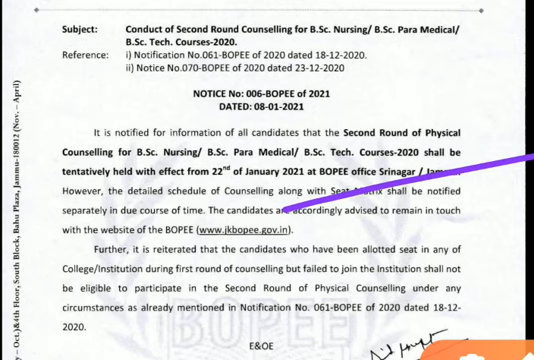 Subject: Conduct of Second Round Counselling for B.Sc. Nursing/ B.Sc. Para Medical/
B.Sc. Tech. Courses-2020.
Reference: i) Notification No.061-BOPEE of 2020 dated 18-12-2020.
ii) Notice No.070-BOPEE of 2020 dated 23-12-2020
NOTICE No: 006-BOPEE of 2021
DATED: 08-01-2021
It is notified for information of all candidates that the Second Round of Physical
Counselling for B.Sc. Nursing/ B.Sc. Para Medical/ B.Sc. Tech. Courses-2020 shall be
tentatively held with effect from 22nd of January 2021 at BOPEE office Srinagar /
However, the detailed schedule of Counselling along with Seat Matrix shall be notified
separately in due course of time. The candidates are accordingly advised to remain in touch
with the website of the BOPEE (www.jkbopee.gov.in).
Further, it is reiterated that the candidates who have been allotted seat in any of
College/Institution during first round of counselling but failed to join the Institution shall not
be eligible to participate in the Second Round of Physical Counselling under any
circumstances as already mentioned in Notification No. 061-BOPEE of 2020 dated 18-12-
2020.
E&OE
BOPEE
– Oct)&4th Floor, South Block, Bahu Plaza, Jammu-180012 (Nov. – April)